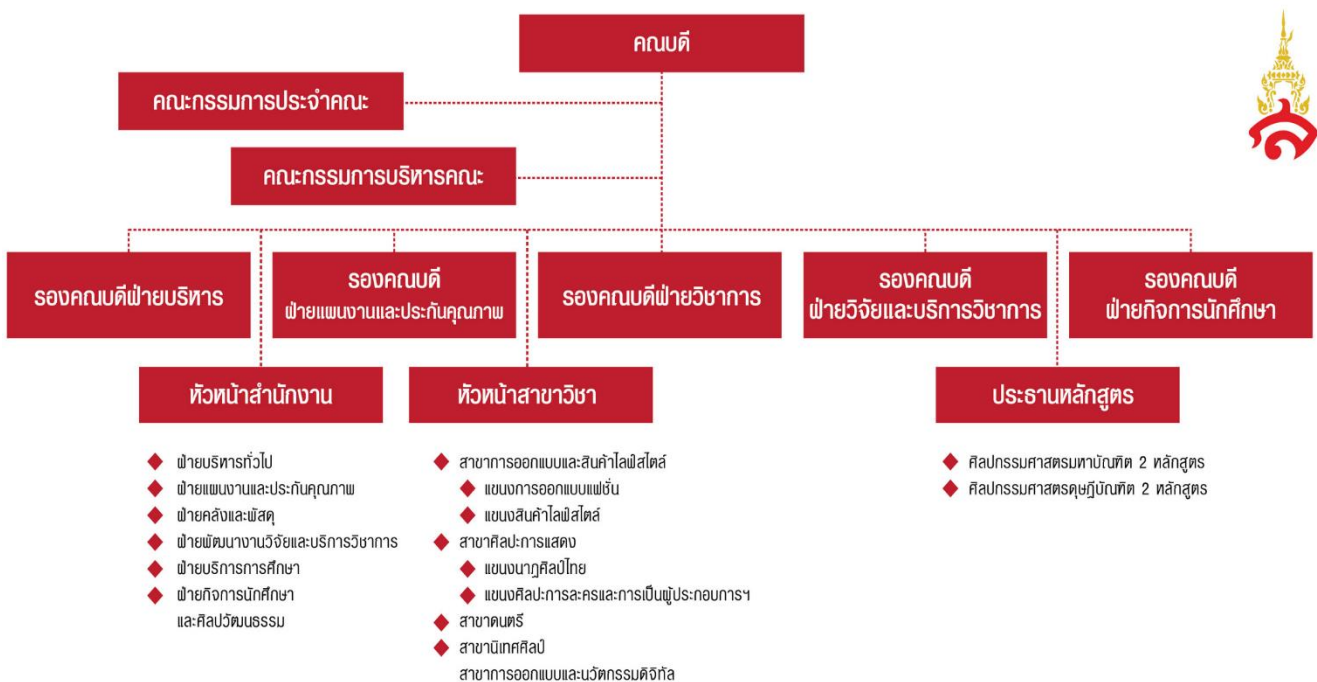 คณบดี
คณะกรรมการประจำคณะ
คณะกรรมการบริหารคณะ
รองคณบดีฝ่ายบริหาร
รองคณบดี
ฝ่ายแผนงานและประกันคุณภาพ
รองคณบดีฝ่ายวิชาการ
รองคณบดี
ฝ่ายวิจัยและบริการวิชาการ
รองคณบดี
ฝ่ายกิจการนักศึกษา
หัวหน้าสำนักงาน
ฝ่ายบริหารทั่วไป
ฝ่ายแผนงานและประกันคุณภาพ
ฝ่ายคลังและพัสดุ
ฝ่ายพัฒนางานวิจัยและบริการวิชาการ
ฝ่ายบริการการศึกษา
ฝ่ายกิจการนักศึกษา
และศิลปวัฒนธรรม
หัวหน้าสาขาวิชา
สาขาการออกแบบและสินค้าไลฟ์สไตล์
แขนงการออกแบบแฟชั่น
แขนงสินค้าไลฟ์สไตล์
สาขาศิลปะการแสดง
แขนงนาฏศิลป์ไทย
แขนงศิลปะการละครและการเป็นผู้ประกอบการฯ
สาขาดนตรี
สาขานิเทศศิลป์
สาขาการออกแบบและนวัตกรรมดิจิทัล
ประธานหลักสูตร
ศิลปกรรมศาสตรมหาบัณฑิต 2 หลักสูตร
ศิลปกรรมศาสตรดุษฎีบัณฑิต 2 หลักสูตร